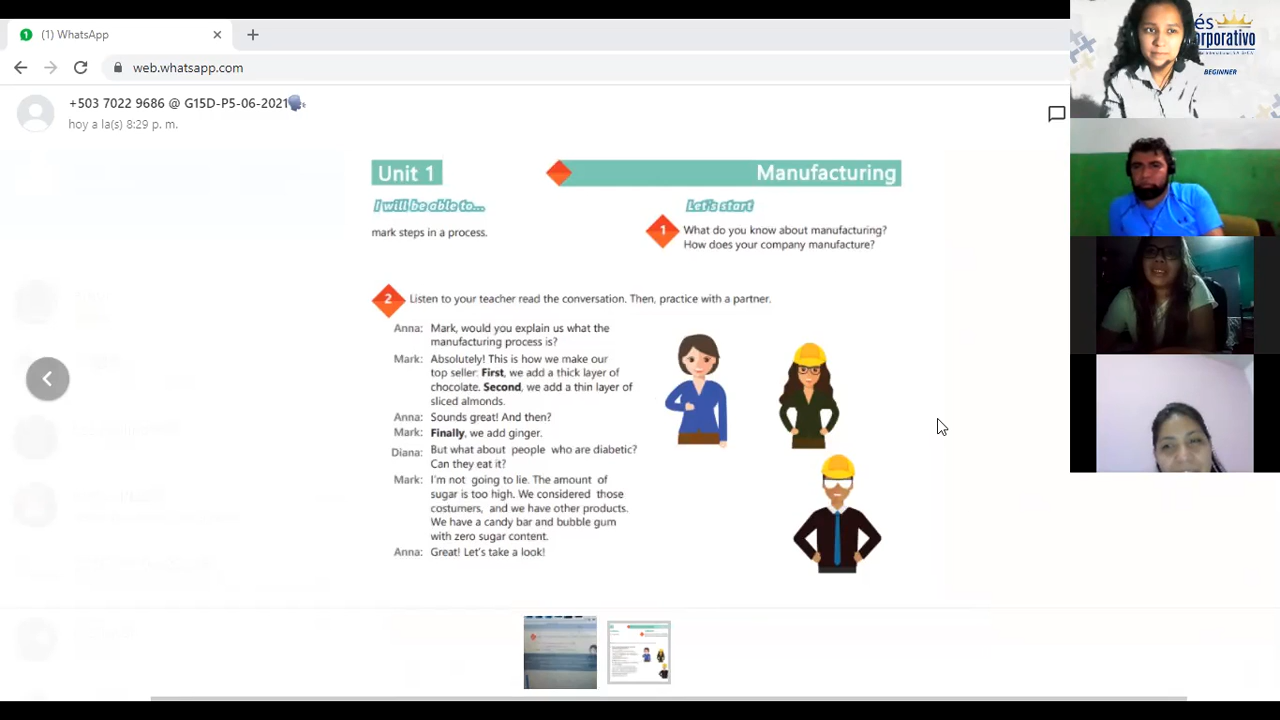 (1) WhatsApp
web.whatsapp.com
+503 7022 9686 @ G15D-P5-06-2021
hoy a la(s) 8:29 p. m.
Unit 1
Manufacturing
I will be able to...
Let's start
mark steps in a process.
1 What do you know about manufacturing?
How does your company manufacture?
2 Listen to your teacher read the conversation. Then, practice with a partner.
Anna: Mark, would you explain us what the
manufacturing process is?
Mark: Absolutely! This is how we make our
top seller. First, we add a thick layer of
chocolate. Second, we add a thin layer of
sliced almonds.
Anna: Sounds great! And then?
Mark: Finally, we add ginger.
Diana: But what about people who are diabetic?
Can they eat it?
Mark: I'm not going to lie. The amount of
sugar is too high. We considered those
costumers, and we have other products.
We have a candy bar and bubble gum
with zero sugar content.
Anna: Great! Let's take a look!
és
orporativo
BEGINNER